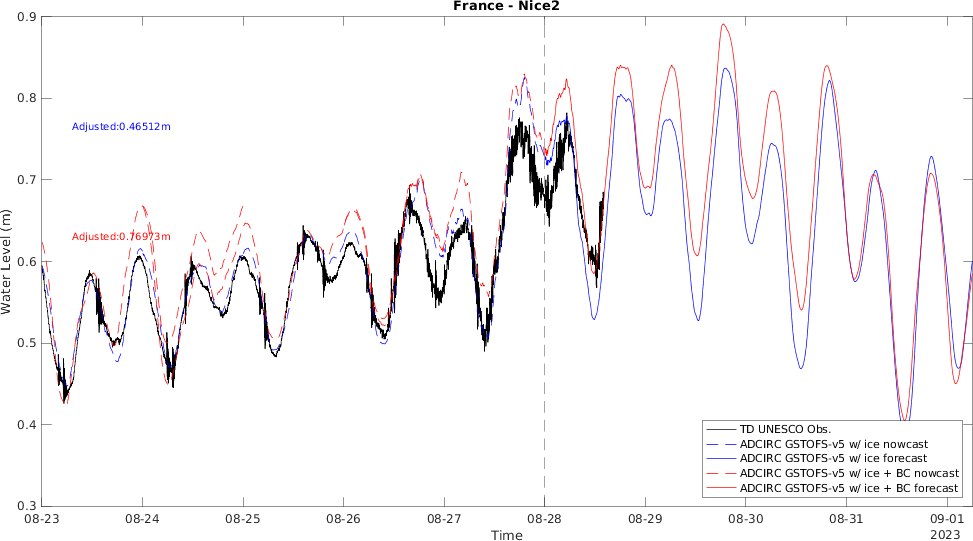 France - Nice2
0.9
0.8
0.7
0.6
0.5
0.4
0.3
Water Level (m)
Adjusted:0.46512m
Adjusted:0.76973m
TD UNESCO Obs.
ADCIRC GSTOFS-v5 w/ ice nowcast
ADCIRC GSTOFS-v5 w/ ice forecast
ADCIRC GSTOFS-v5 w/ ice + BC nowcast
ADCIRC GSTOFS-v5 w/ ice + BC forecast
08-23 08-24 08-25 08-26 08-27 08-28 08-29 08-30 08-31 09-01
2023
Time